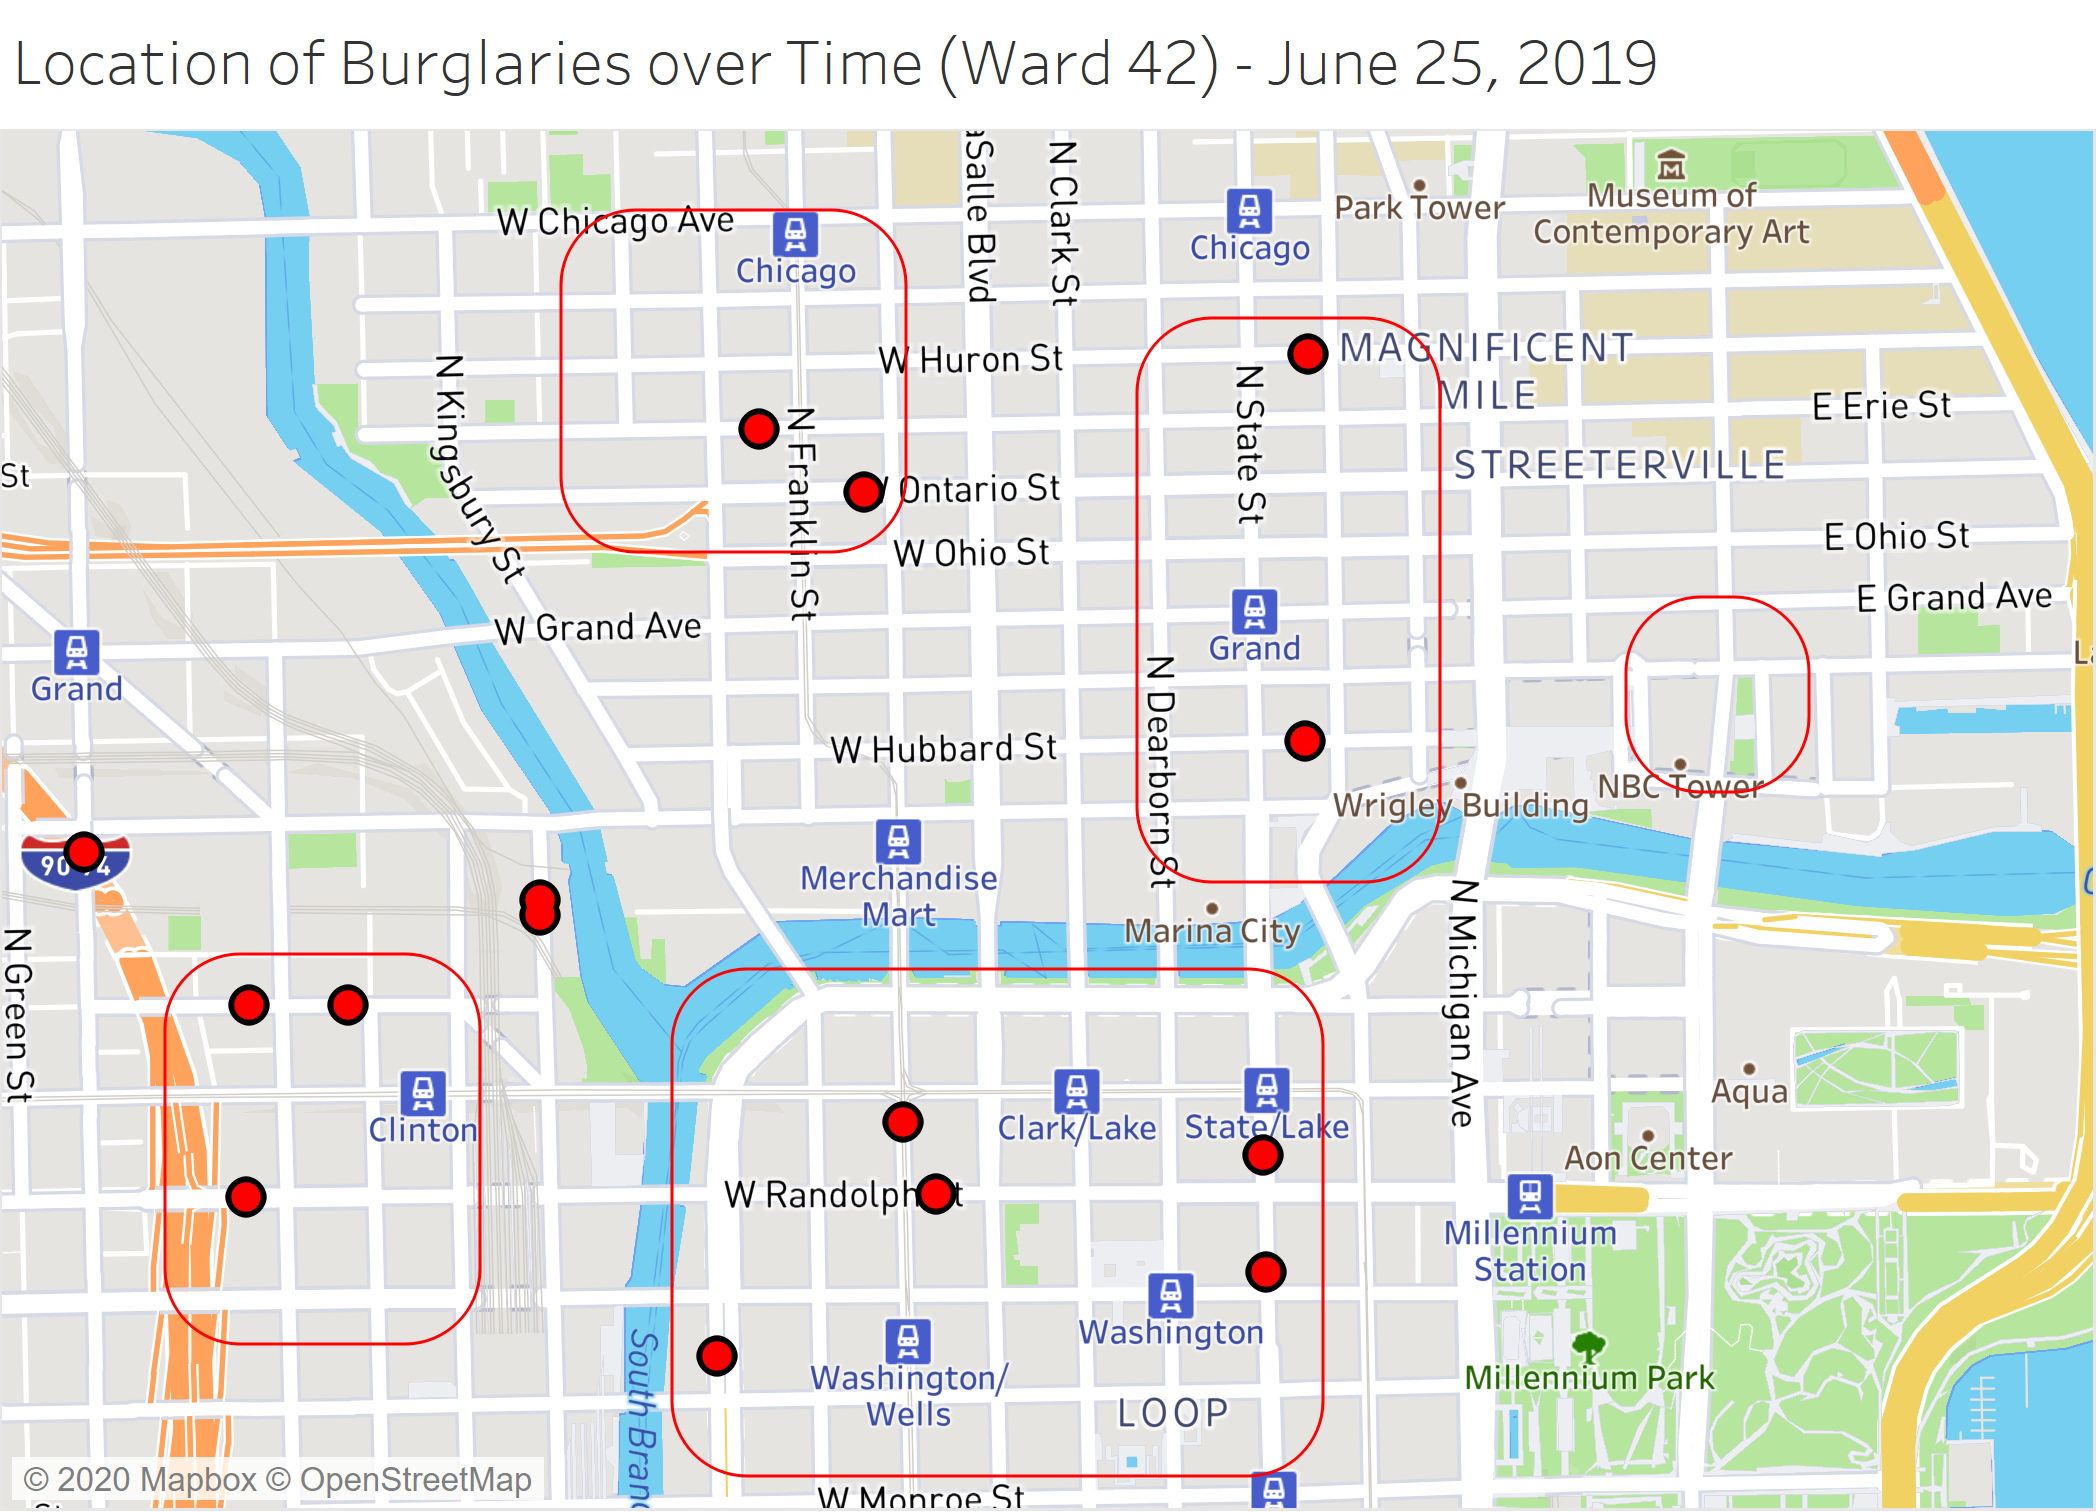 Location of Burglaries over Time (Ward 42) - June 25, 2019
aSalle Blvd
N Clark St
W Chicago Ave
Chicago
Chicago
Park Tower
Museum of
Contemporary Art
W Huron St
MAGNIFICENT
MILE
N Kingsbury St
N Franklin St
N State St
E Erie St
St
Ontario St
STREETERVILLE
W Ohio St
E Ohio St
W Grand Ave
E Grand Ave
Grand
Grand
N Dearborn St
W Hubbard St
NBC Tower
Wrigley Building
90
Merchandise
Mart
Marina City
N Green St
N Michigan Ave
Clinton
Clark/Lake
State/Lake
Aqua
Aon Center
W Randolph
Millennium
Station
Washington
Washington/
Wells
South Branc
Millennium Park
LOOP
© 2020 Mapbox © OpenStreetMap
W Monroe St